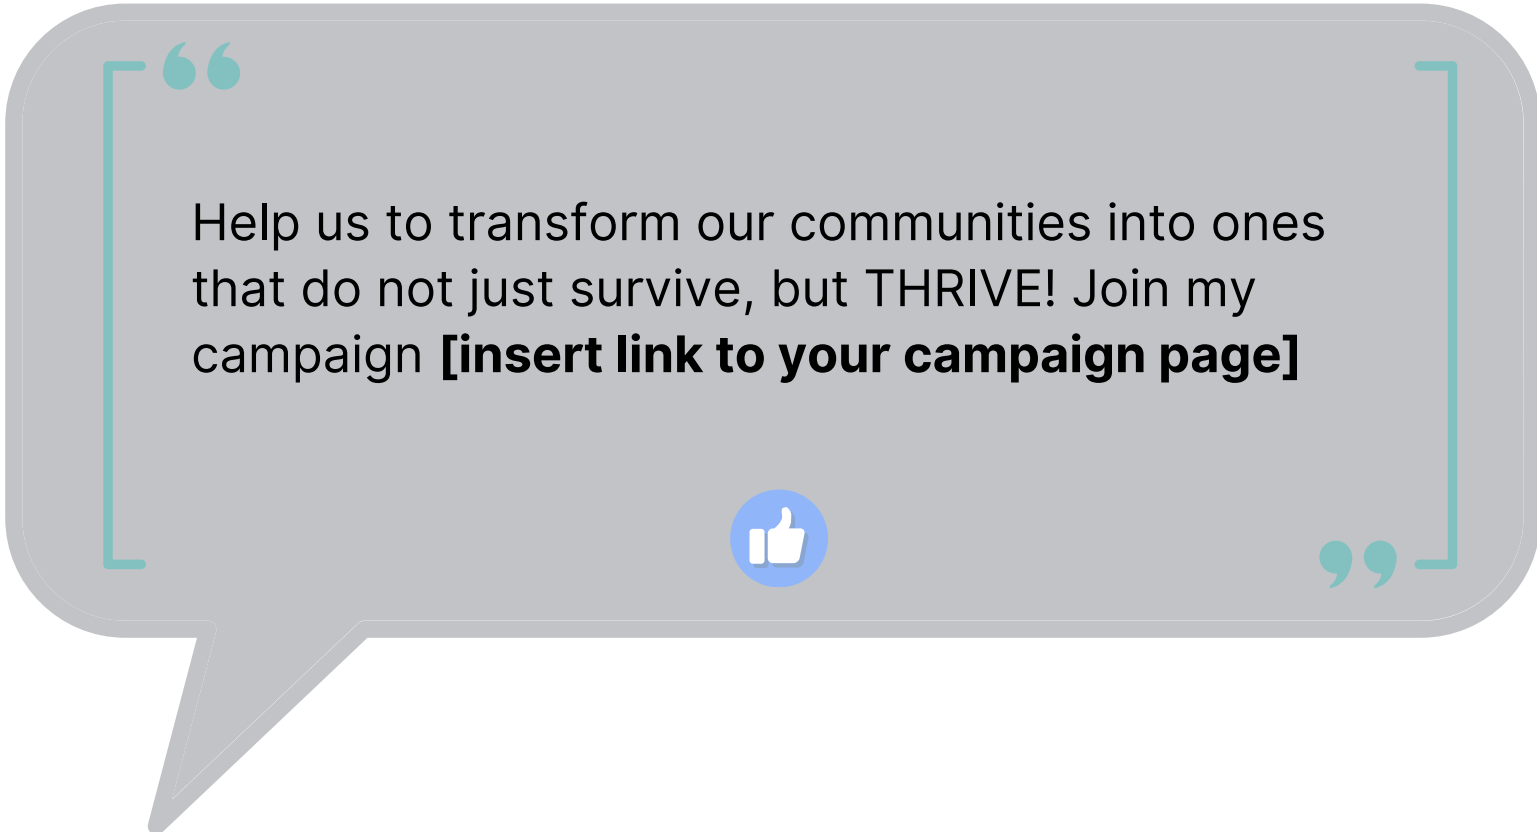 Help us to transform our communities into ones
that do not just survive, but THRIVE! Join my
campaign [insert link to your campaign page]